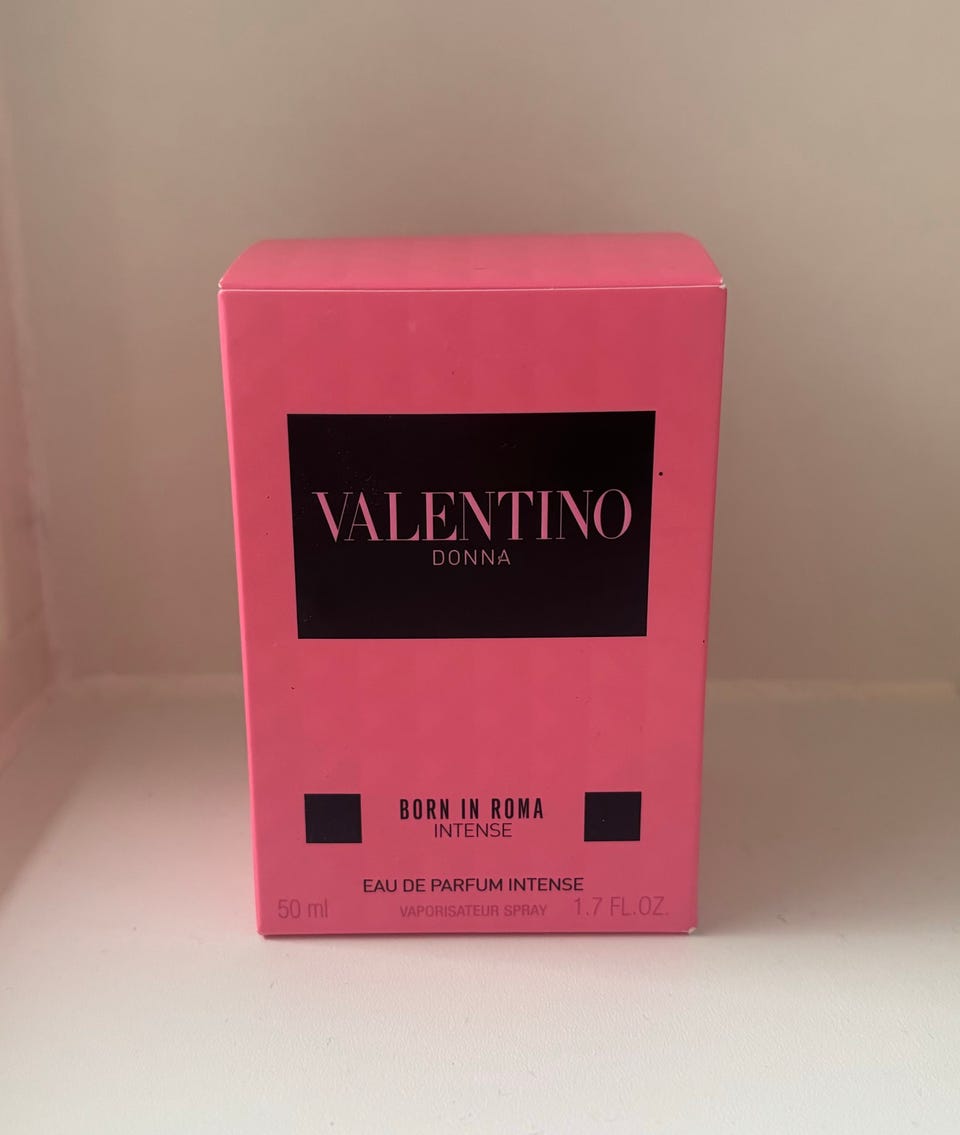 VALENTINO
DONNA
BORN IN ROMA
INTENSE
EAU DE PARFUM INTENSE
50 ml VAPORISATEUR SPRAY 1.7 FL.OZ.